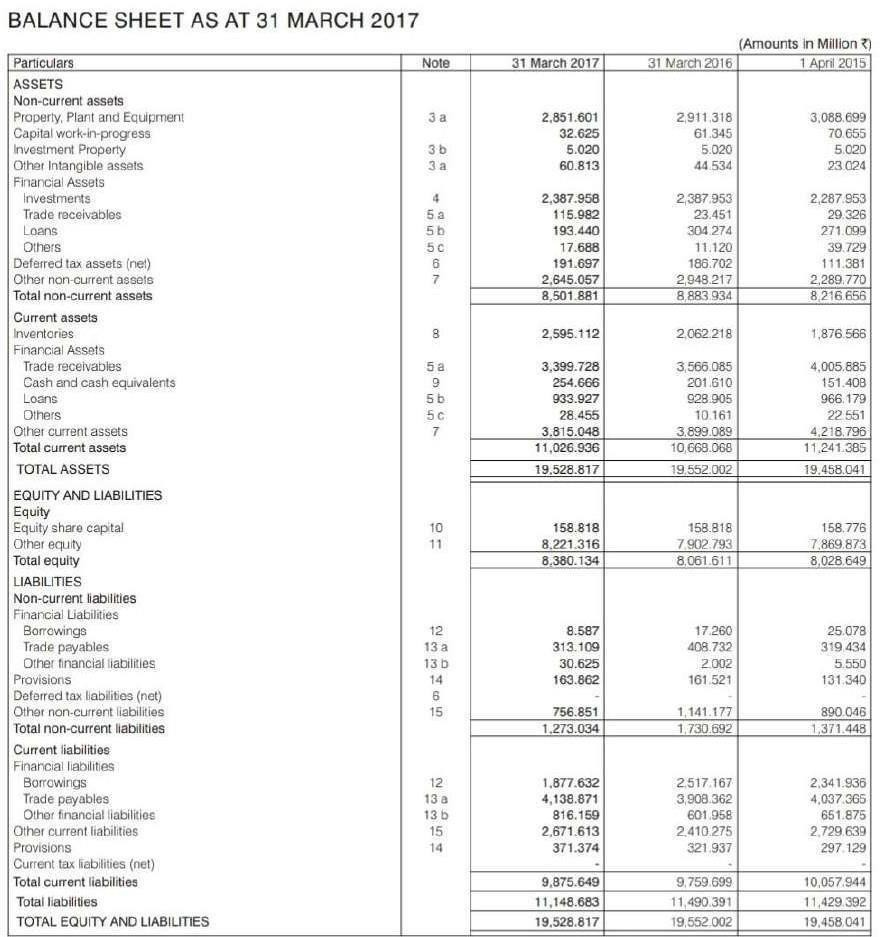 BALANCE SHEET AS AT 31 MARCH 2017
(Amounts in Million ₹)
Particulars Note 31 March 2017 31 March 2016 1 April 2015
ASSETS
Non-current assets
Property, Plant and Equipment 3 a 2,851.601 2,911.318 3,088.699
Capital work-in-progress 32.625 61.345 70.655
Investment Property 3 b 5.020 5.020 5.020
Other Intangible assets 3 a 60.813 44.534 23.024
Financial Assets
Investments 4 2,387.958 2,387.953 2,287.953
Trade receivables 5 a 115.982 23.451 29.326
Loans 5 b 193.440 304.274 271.099
Others 5 c 17.688 11.120 39.729
Deferred tax assets (net) 6 191.697 186.702 111.381
Other non-current assets 7 2,645.057 2,948.217 2,289.770
Total non-current assets 8,501.881 8,883.934 8,216.656
Current assets
Inventories 8 2,595.112 2,062.218 1,876.566
Financial Assets
Trade receivables 5 a 3,399.728 3,566.085 4,005.885
Cash and cash equivalents 9 254.666 201.610 151.408
Loans 5 b 933.927 928.905 966.179
Others 5 c 28.455 10.161 22.551
Other current assets 7 3,815.048 3,899.089 4,218.796
Total current assets 11,026.936 10,668.068 11,241.385
TOTAL ASSETS 19,528.817 19,552.002 19,458.041
EQUITY AND LIABILITIES
Equity
Equity share capital 10 158.818 158.818 158.776
Other equity 11 8,221.316 7,902.793 7,869.873
Total equity 8,380.134 8,061.611 8,028.649
LIABILITIES
Non-current liabilities
Financial Liabilities
Borrowings 12 8.587 17.260 25.078
Trade payables 13 a 313.109 408.732 319.434
Other financial liabilities 13 b 30.625 2.002 5.550
Provisions 14 163.862 161.521 131.340
Deferred tax liabilities (net) 6 - - -
Other non-current liabilities 15 756.851 1,141.177 890.046
Total non-current liabilities 1,273.034 1,730.692 1,371.448
Current liabilities
Financial liabilities
Borrowings 12 1,877.632 2,517.167 2,341.936
Trade payables 13 a 4,138.871 3,908.362 4,037.365
Other financial liabilities 13 b 816.159 601.958 651.875
Other current liabilities 15 2,671.613 2,410.275 2,729.639
Provisions 14 371.374 321.937 297.129
Current tax liabilities (net) - - -
Total current liabilities 9,875.649 9,759.699 10,057.944
Total liabilities 11,148.683 11,490.391 11,429.392
TOTAL EQUITY AND LIABILITIES 19,528.817 19,552.002 19,458.041